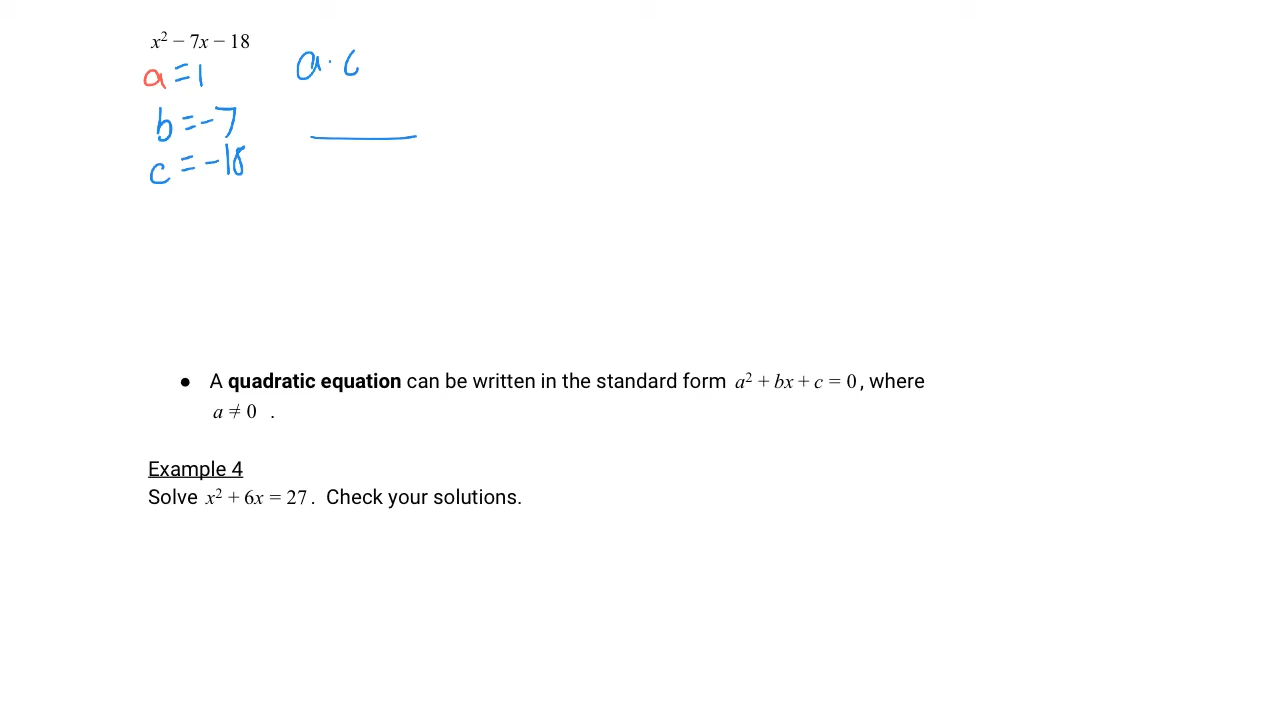 x² − 7x − 18
a = 1
a · c
b = -7
c = -18
● A quadratic equation can be written in the standard form a² + bx + c = 0, where
a ≠ 0 .
Example 4
Solve x² + 6x = 27. Check your solutions.